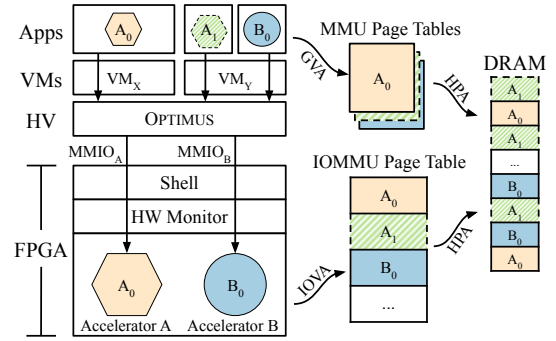 Apps
A0
A1
B0
VMs
VMX
VMY
HV
OPTIMUS
MMIOA
MMIOB
FPGA
Shell
HW Monitor
A0
B0
Accelerator A
Accelerator B
GVA
IOVA
MMU Page Tables
A0
HPA
IOMMU Page Table
A0
A1
B0
...
HPA
DRAM
A1
A0
A1
...
B0
A1
B0
A0